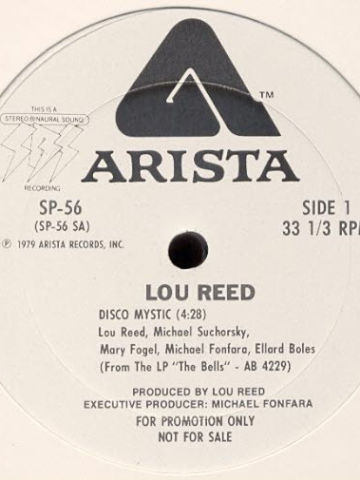 ™
ARISTA
THIS IS A
STEREO/BINAURAL SOUND
RECORDING
SP-56
(SP-56 SA)
℗ 1979 ARISTA RECORDS, INC.
SIDE 1
33 1/3 RPM
LOU REED
DISCO MYSTIC (4:28)
Lou Reed, Michael Suchorsky,
Mary Fogel, Michael Fonfara, Ellard Boles
(From The LP "The Bells" - AB 4229)
PRODUCED BY LOU REED
EXECUTIVE PRODUCER: MICHAEL FONFARA
FOR PROMOTION ONLY
NOT FOR SALE